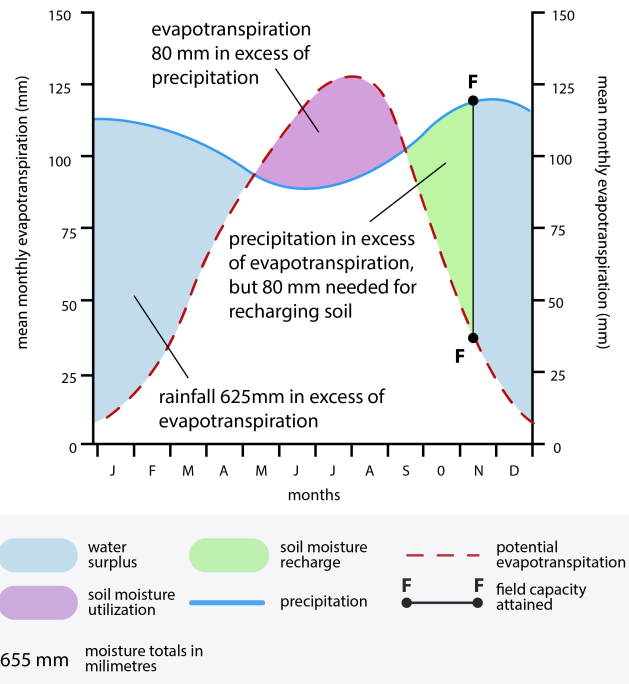 150
125
100
75
50
25
0
mean monthly evapotranspiration (mm)
evapotranspiration
80 mm in excess of
precipitation
F
precipitation in excess
of evapotranspiration,
but 80 mm needed for
recharging soil
F
rainfall 625mm in excess of
evapotranspiration
150
125
100
75
50
25
0
mean monthly evapotranspiration (mm)
J F M A M J J A S 0 N D
months
water
surplus
soil moisture
recharge
potential
evapotranspitation
soil moisture
utilization
precipitation
F F
field capacity
attained
655 mm
moisture totals in
milimetres